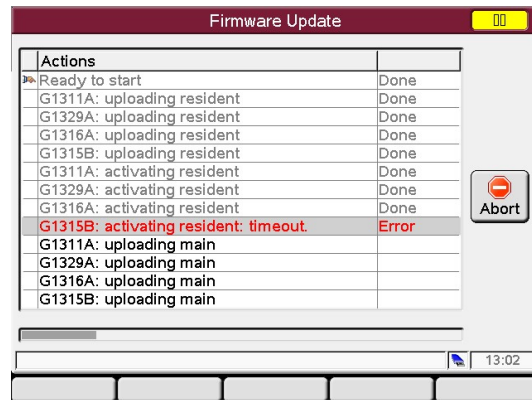 Firmware Update
Actions
Ready to start Done
G1311A: uploading resident Done
G1329A: uploading resident Done
G1316A: uploading resident Done
G1315B: uploading resident Done
G1311A: activating resident Done
G1329A: activating resident Done
G1316A: activating resident Done
G1315B: activating resident: timeout. Error
G1311A: uploading main
G1329A: uploading main
G1316A: uploading main
G1315B: uploading main
Abort
13:02